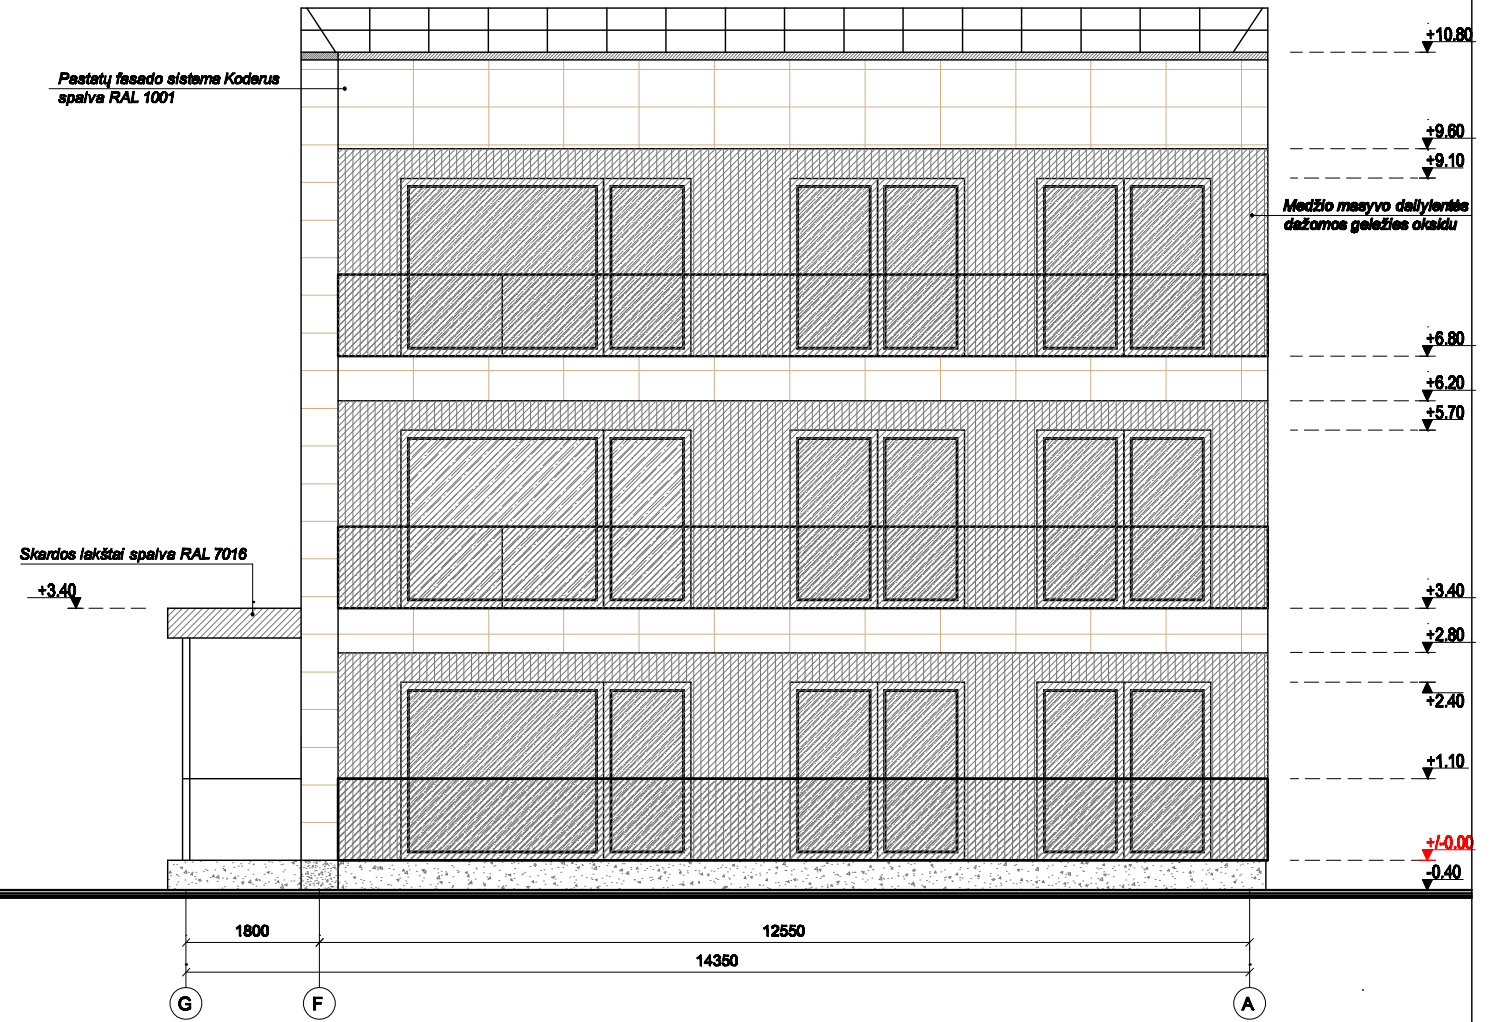 +10.80
Pastatų fasado sistema Koderus
spalva RAL 1001
+9.60
+9.10
Medžio masyvo dailylentės
dažomos geležies oksidu
+6.80
+6.20
+5.70
Skardos lakštai spalva RAL 7016
+3.40
+3.40
+2.80
+2.40
+1.10
+/-0.00
-0.40
1800
12550
14350
G
F
A